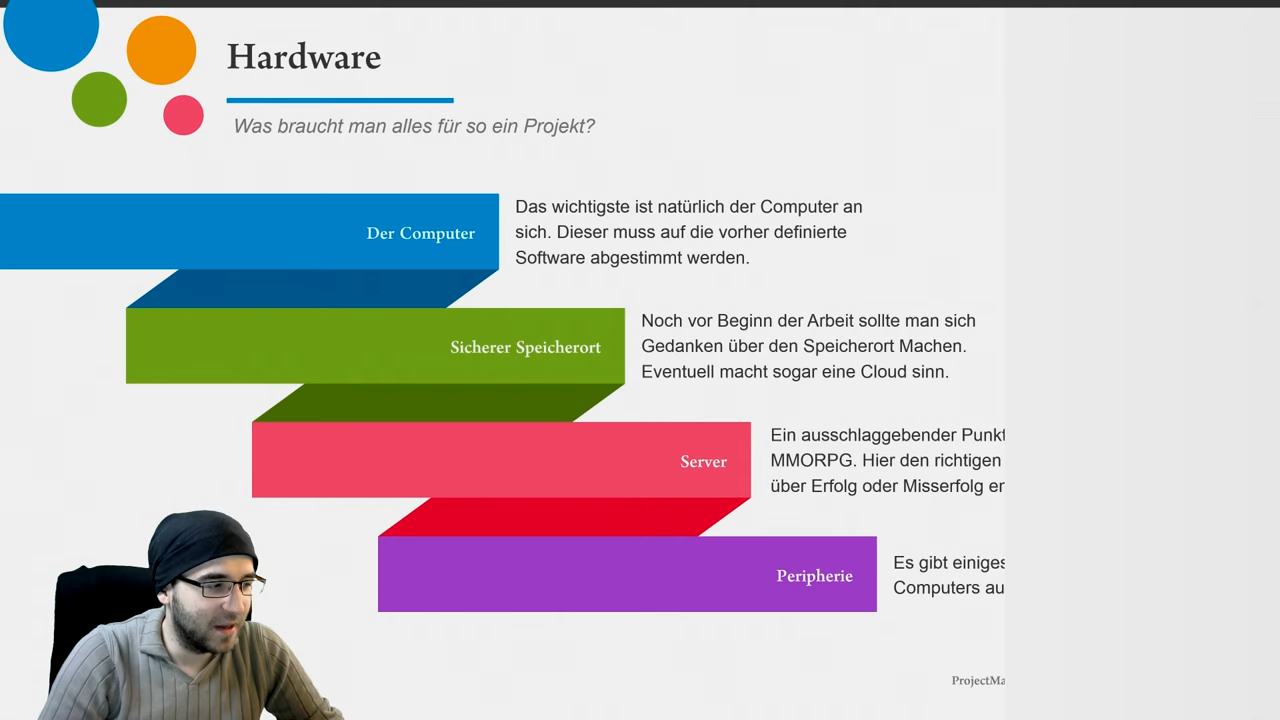 Hardware
Was braucht man alles für so ein Projekt?
Der Computer
Das wichtigste ist natürlich der Computer an
sich. Dieser muss auf die vorher definierte
Software abgestimmt werden.
Sicherer Speicherort
Noch vor Beginn der Arbeit sollte man sich
Gedanken über den Speicherort Machen.
Eventuell macht sogar eine Cloud sinn.
Server
Ein ausschlaggebender Punkt
MMORPG. Hier den richtigen
über Erfolg oder Misserfolg
Peripherie
Es gibt einiges
Computers